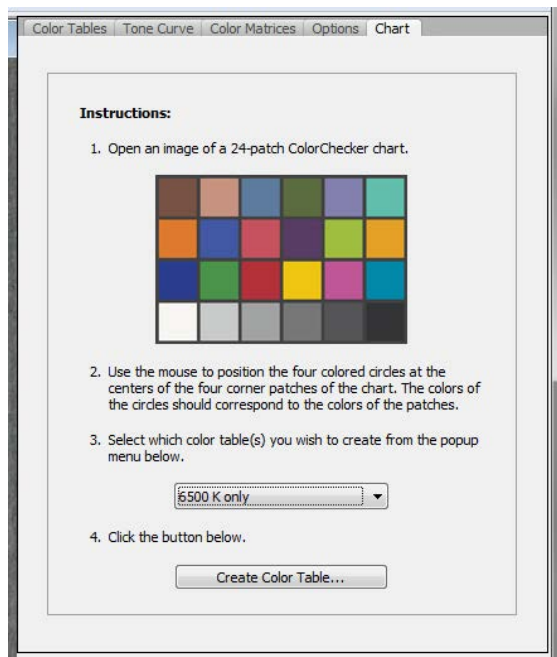 Color Tables Tone Curve Color Matrices Options Chart
Instructions:
1. Open an image of a 24-patch ColorChecker chart.
2. Use the mouse to position the four colored circles at the
centers of the four corner patches of the chart. The colors of
the circles should correspond to the colors of the patches.
3. Select which color table(s) you wish to create from the popup
menu below.
6500 K only
4. Click the button below.
Create Color Table...